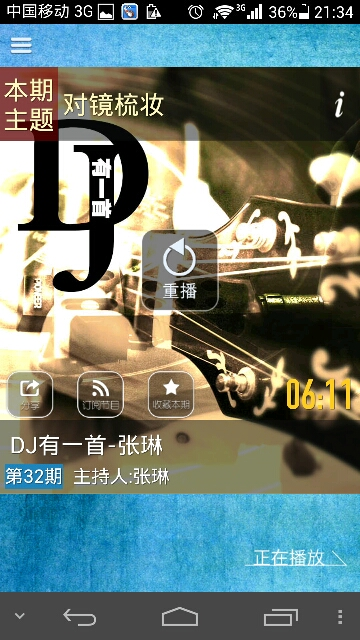 中国移动 3G
3G
36%
21:34
本期
主题
对镜梳妆
i
DJ
有一首
POWER
重播
分享
订阅节目
收藏本期
06:11
DJ有一首-张琳
第32期 主持人:张琳
正在播放